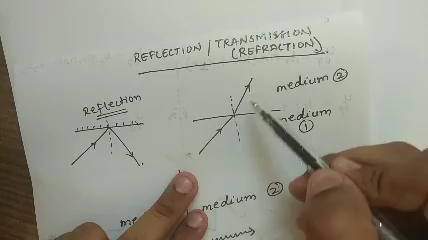 REFLECTION / TRANSMISSION
(REFRACTION)
Reflection
medium ②
medium
①
medium ②